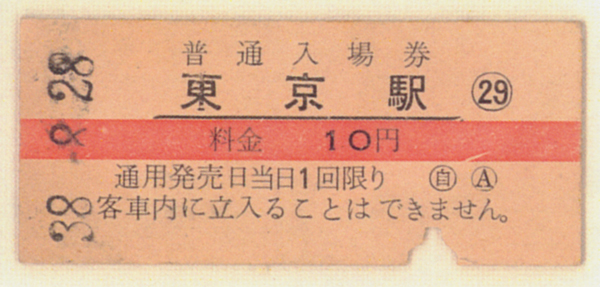 普通入場券
東京駅 ㉙
料金 10円
通用発売日当日1回限り ㊀自 Ⓐ
客車内に立入ることはできません。
38.-8.28